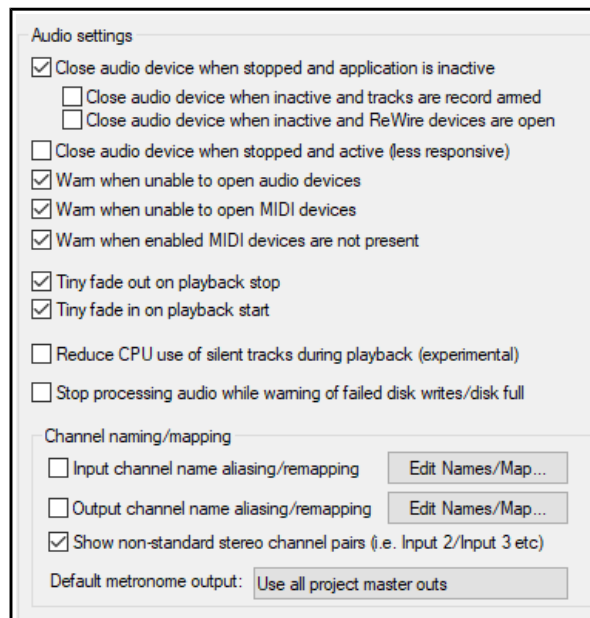 Audio settings
Close audio device when stopped and application is inactive
Close audio device when inactive and tracks are record armed
Close audio device when inactive and ReWire devices are open
Close audio device when stopped and active (less responsive)
Warn when unable to open audio devices
Warn when unable to open MIDI devices
Warn when enabled MIDI devices are not present
Tiny fade out on playback stop
Tiny fade in on playback start
Reduce CPU use of silent tracks during playback (experimental)
Stop processing audio while warning of failed disk writes/disk full
Channel naming/mapping
Input channel name aliasing/remapping Edit Names/Map...
Output channel name aliasing/remapping Edit Names/Map...
Show non-standard stereo channel pairs (i.e. Input 2/Input 3 etc)
Default metronome output: Use all project master outs